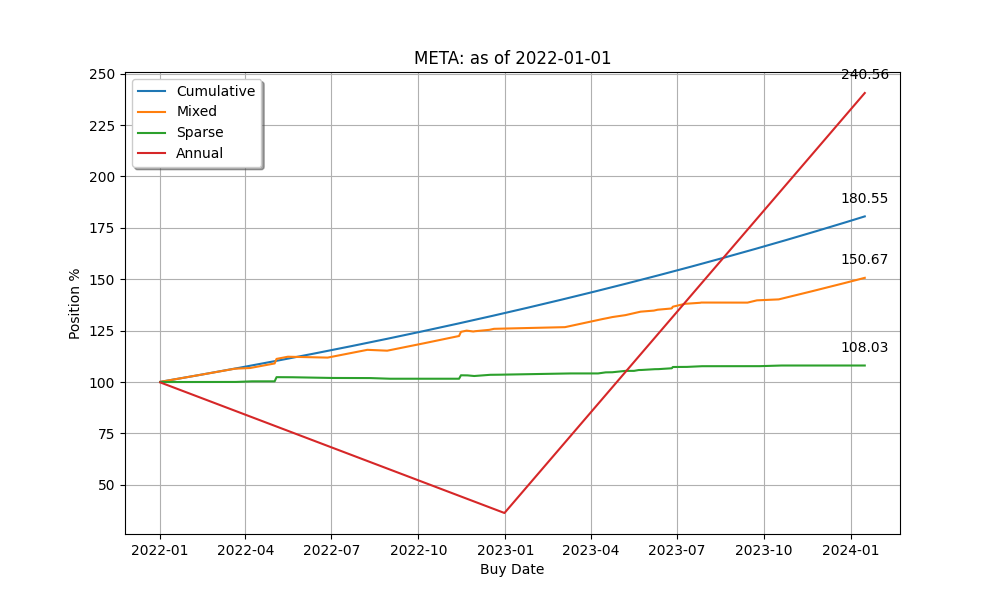 META: as of 2022-01-01
250
225
200
175
150
125
100
75
50
Position %
Cumulative
Mixed
Sparse
Annual
240.56
180.55
150.67
108.03
2022-01 2022-04 2022-07 2022-10 2023-01 2023-04 2023-07 2023-10 2024-01
Buy Date